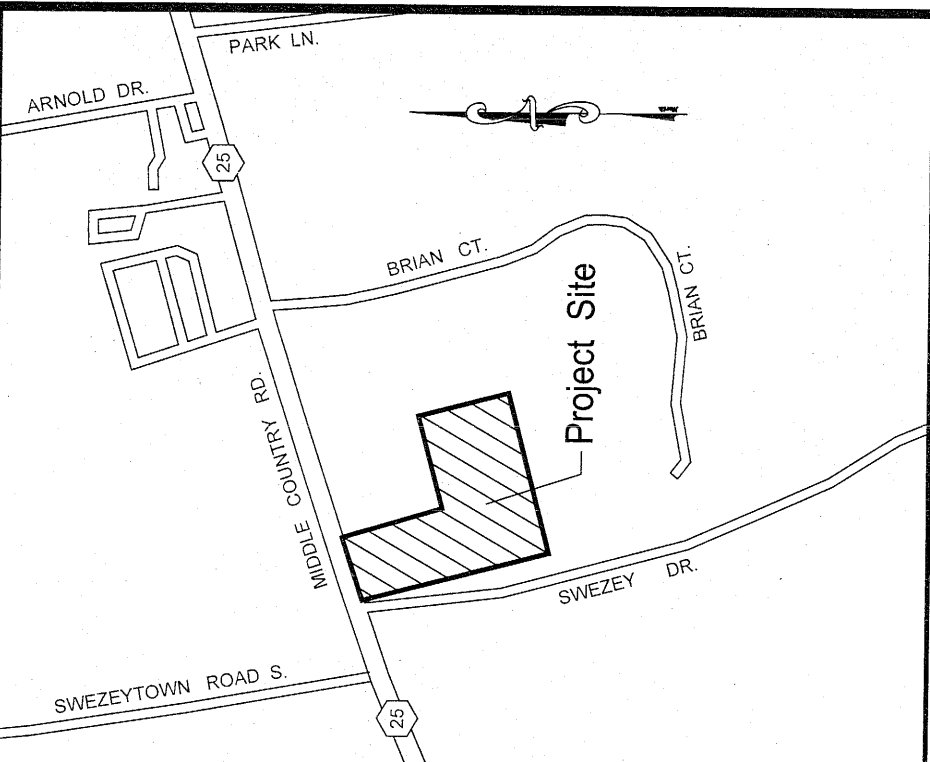 PARK LN.
ARNOLD DR.
25
BRIAN CT.
BRIAN CT.
Project Site
MIDDLE COUNTRY RD.
SWEZEY DR.
SWEZEYTOWN ROAD S.
25